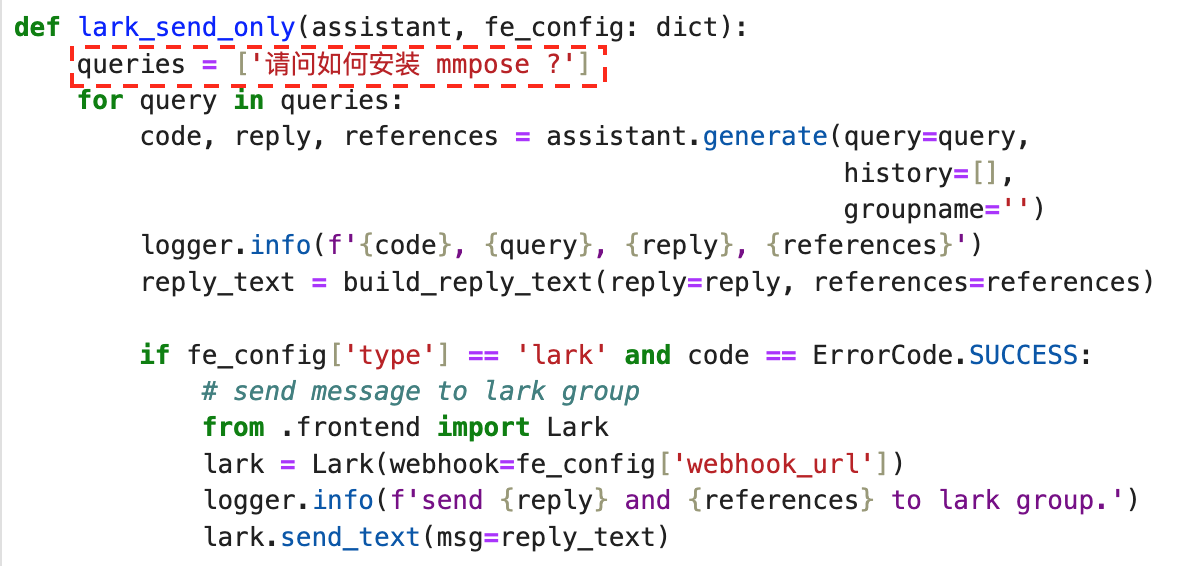 def lark_send_only(assistant, fe_config: dict):
    queries = ['请问如何安装 mmpose ?']
    for query in queries:
        code, reply, references = assistant.generate(query=query,
                                                     history=[],
                                                     groupname='')
        logger.info(f'{code}, {query}, {reply}, {references}')
        reply_text = build_reply_text(reply=reply, references=references)

        if fe_config['type'] == 'lark' and code == ErrorCode.SUCCESS:
            # send message to lark group
            from .frontend import Lark
            lark = Lark(webhook=fe_config['webhook_url'])
            logger.info(f'send {reply} and {references} to lark group.')
            lark.send_text(msg=reply_text)